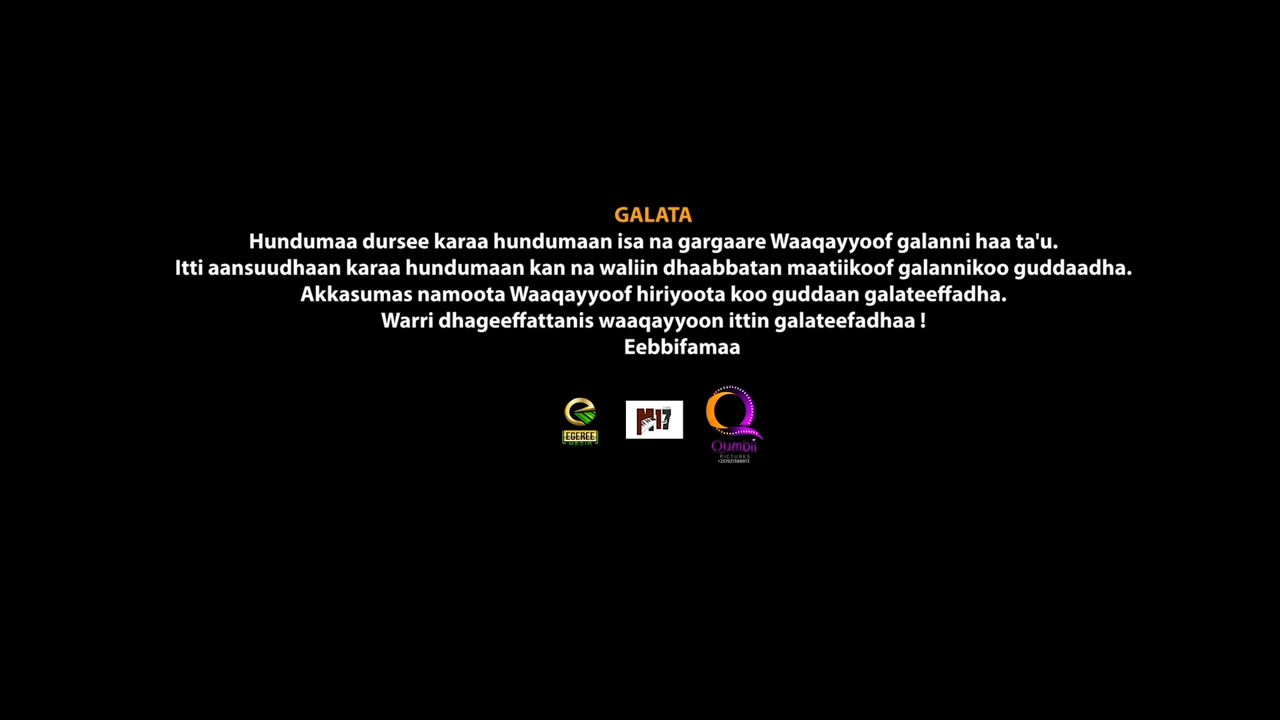 GALATA
Hundumaa dursee karaa hundumaan isa na gargaare Waaqayyoof galanni haa ta'u.
Itti aansuudhaan karaa hundumaan kan na waliin dhaabbatan maatiikoof galannikoo guddaadha.
Akkasumas namoota Waaqayyoof hiriyoota koo guddaan galateeffadha.
Warri dhageeffattanis waaqayyoon ittin galateefadhaa !
Eebbifamaa
EGEREE
MEDIA
M17
Qumbii
PICTURES